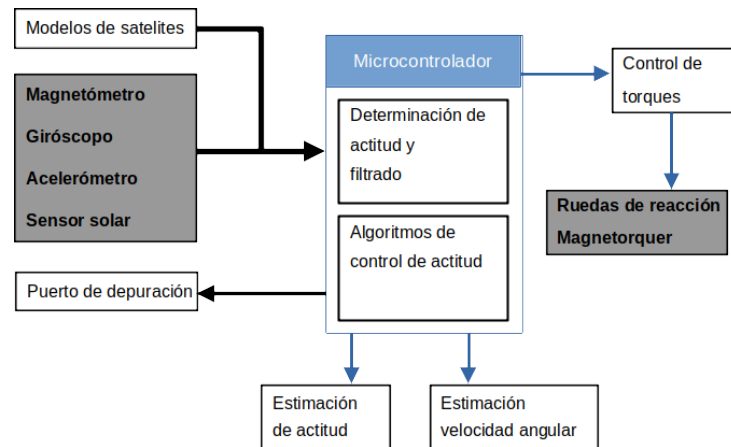 Modelos de satelites
Magnetómetro
Giróscopo
Acelerómetro
Sensor solar
Puerto de depuración
Microcontrolador
Determinación de
actitud y
filtrado
Algoritmos de
control de actitud
Control de
torques
Ruedas de reacción
Magnetorquer
Estimación
de actitud
Estimación
velocidad angular